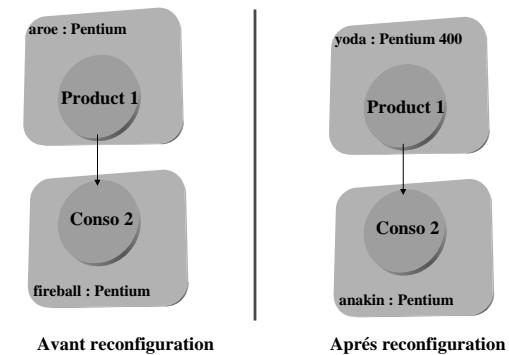 aroe : Pentium
Product 1
Conso 2
fireball : Pentium
Avant reconfiguration
yoda : Pentium 400
Product 1
Conso 2
anakin : Pentium
Aprés reconfiguration